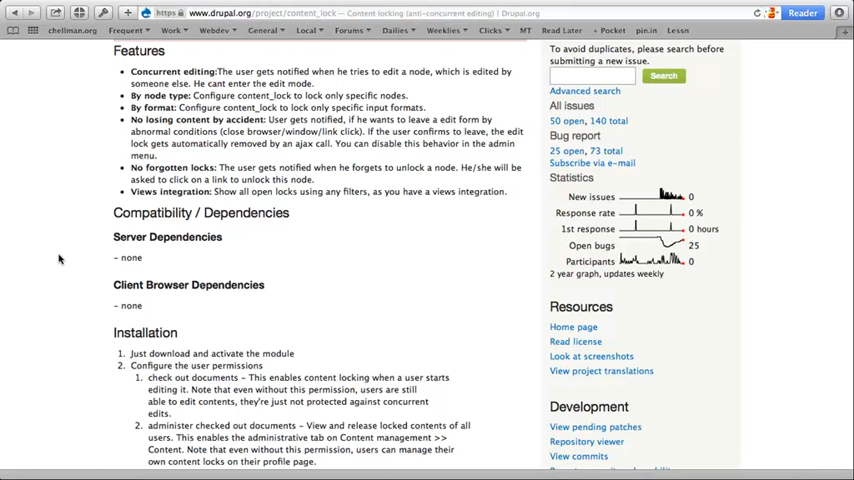 https www.drupal.org/project/content_lock — Content locking (anti-concurrent editing) | Drupal.org
Reader
chellman.org Frequent Work Webdev General Local Forums Dailies Weeklies Clicks MT Read Later + Pocket pin.in Lessn
Features
Concurrent editing:The user gets notified when he tries to edit a node, which is edited by
someone else. He cant enter the edit mode.
By node type: Configure content_lock to lock only specific nodes.
By format: Configure content_lock to lock only specific input formats.
No losing content by accident: User gets notified, if he wants to leave a edit form by
abnormal conditions (close browser/window/link click). If the user confirms to leave, the edit
lock gets automatically removed by an ajax call. You can disable this behavior in the admin
menu.
No forgotten locks: The user gets notified when he forgets to unlock a node. He/she will be
asked to click on a link to unlock this node.
Views integration: Show all open locks using any filters, as you have a views integration.
Compatibility / Dependencies
Server Dependencies
- none
Client Browser Dependencies
- none
Installation
1. Just download and activate the module
2. Configure the user permissions
1. check out documents - This enables content locking when a user starts
editing it. Note that even without this permission, users are still
able to edit contents, they're just not protected against concurrent
edits.
2. administer checked out documents - View and release locked contents of all
users. This enables the administrative tab on Content management >>
Content. Note that even without this permission, users can manage their
own content locks on their profile page.
To avoid duplicates, please search before
submitting a new issue.
Search
Advanced search
All issues
50 open, 140 total
Bug report
25 open, 73 total
Subscribe via e-mail
Statistics
New issues 0
Response rate 0 %
1st response 0 hours
Open bugs 25
Participants 0
2 year graph, updates weekly
Resources
Home page
Read license
Look at screenshots
View project translations
Development
View pending patches
Repository viewer
View commits